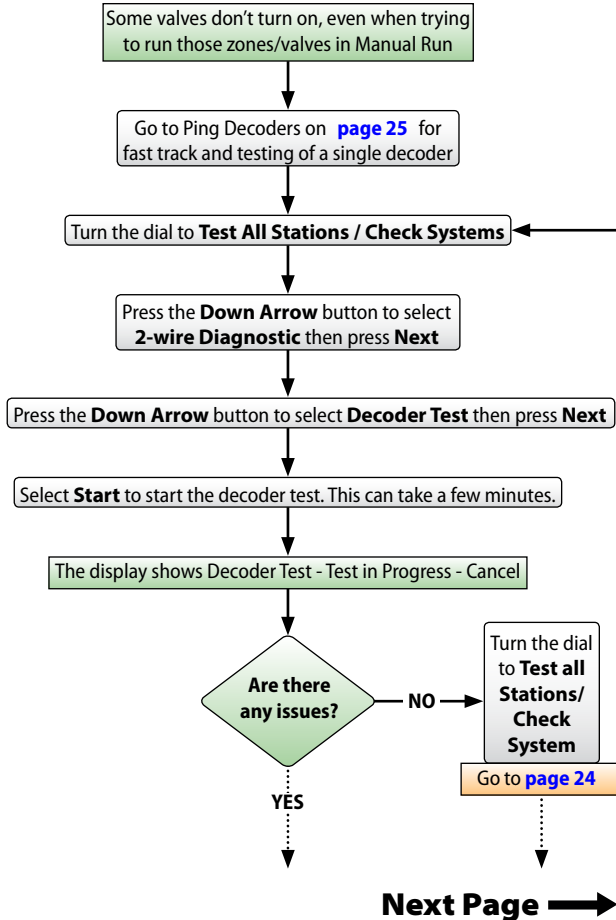 Some valves don’t turn on, even when trying
to run those zones/valves in Manual Run
Go to Ping Decoders on page 25 for
fast track and testing of a single decoder
Turn the dial to Test All Stations / Check Systems
Press the Down Arrow button to select
2-wire Diagnostic then press Next
Press the Down Arrow button to select Decoder Test then press Next
Select Start to start the decoder test. This can take a few minutes.
The display shows Decoder Test - Test in Progress - Cancel
Are there
any issues?
NO
Turn the dial
to Test all
Stations/
Check
System
Go to page 24
YES
Next Page